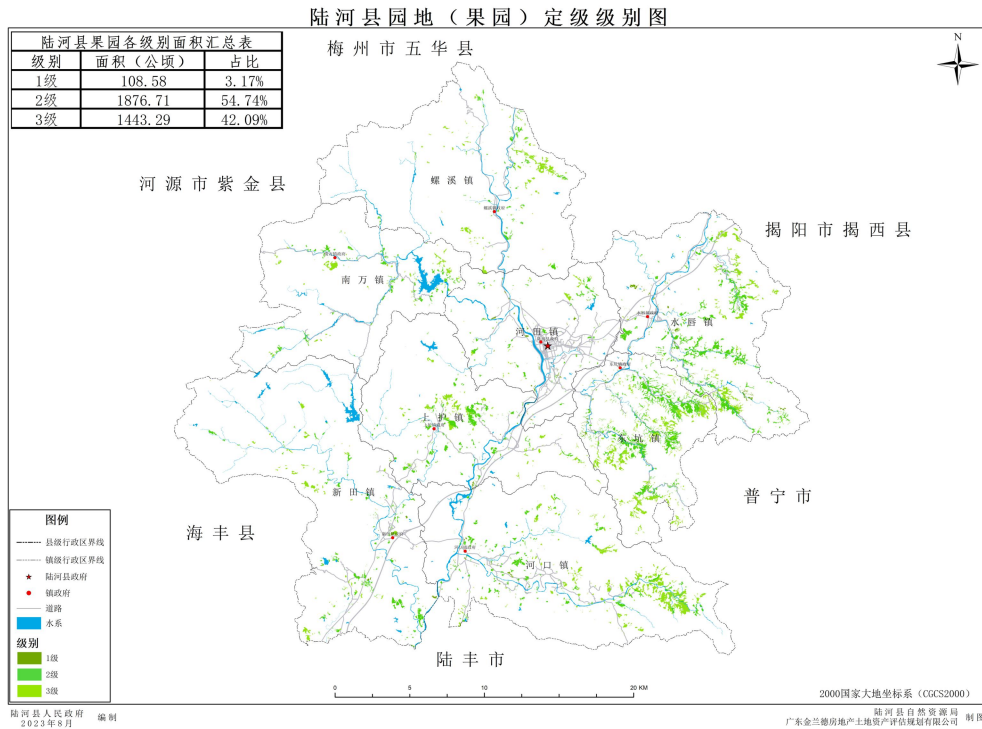 陆河县园地（果园）定级级别图
陆河县果园各级别面积汇总表
级别 面积（公顷） 占比
1级 108.58 3.17%
2级 1876.71 54.74%
3级 1443.29 42.09%
梅州市五华县
N
河源市紫金县
螺溪镇
揭阳市揭西县
南万镇
河田镇
水唇镇
上护镇
东坑镇
新田镇
普宁市
海丰县
河口镇
陆丰市
图例
县级行政区界线
镇级行政区界线
陆河县政府
镇政府
道路
水系
级别
1级
2级
3级
0 5 10 20 KM
2000国家大地坐标系（CGCS2000）
陆河县人民政府
2023年8月
编制
陆河县自然资源局
广东金兰德房地产土地资产评估规划有限公司
制图